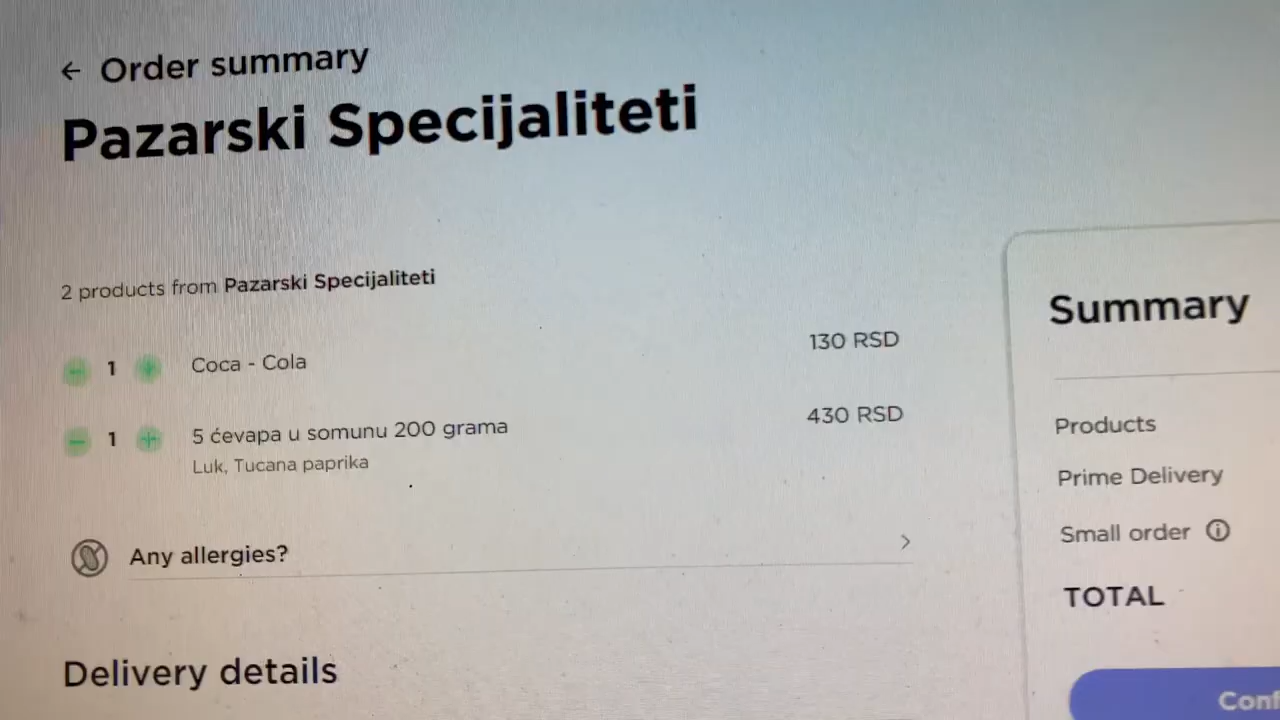 ← Order summary
Pazarski Specijaliteti
2 products from Pazarski Specijaliteti
1 Coca - Cola 130 RSD
1 5 ćevapa u somunu 200 grama 430 RSD
Luk, Tucana paprika
Any allergies?
Delivery details
Summary
Products
Prime Delivery
Small order
TOTAL